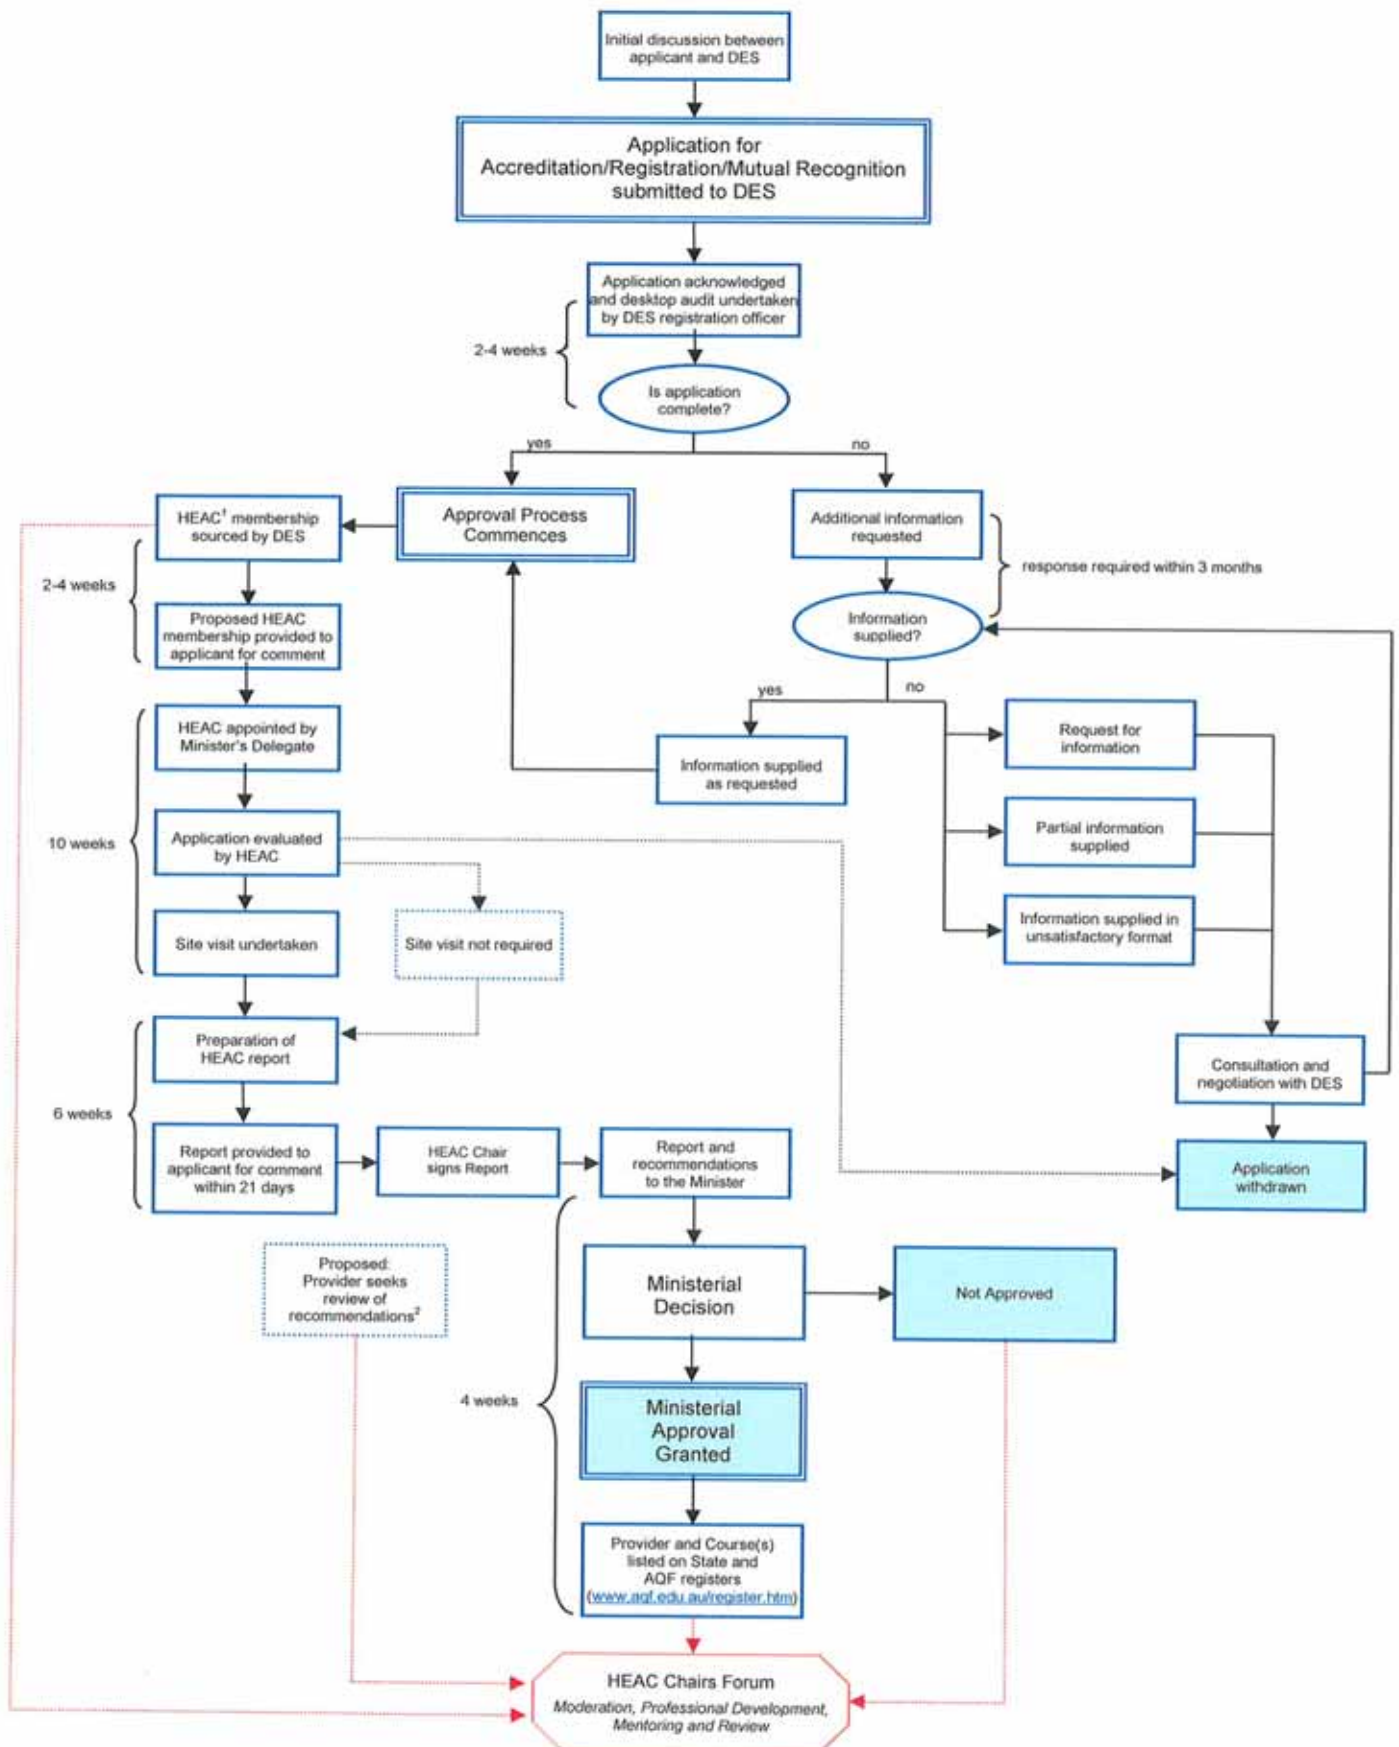 Initial discussion between
applicant and DES
Application for
Accreditation/Registration/Mutual Recognition
submitted to DES
Application acknowledged
and desktop audit undertaken
by DES registration officer
2-4 weeks
Is application
complete?
yes
no
HEAC¹ membership
sourced by DES
Approval Process
Commences
Additional information
requested
response required within 3 months
2-4 weeks
Proposed HEAC
membership provided to
applicant for comment
Information
supplied?
yes
no
HEAC appointed by
Minister's Delegate
Information supplied
as requested
Request for
information
10 weeks
Application evaluated
by HEAC
Partial information
supplied
Site visit undertaken
Site visit not required
Information supplied in
unsatisfactory format
Preparation of
HEAC report
Consultation and
negotiation with DES
6 weeks
Report provided to
applicant for comment
within 21 days
HEAC Chair
signs Report
Report and
recommendations
to the Minister
Application
withdrawn
Proposed:
Provider seeks
review of
recommendations²
Ministerial
Decision
Not Approved
4 weeks
Ministerial
Approval
Granted
Provider and Course(s)
listed on State and
AQF registers
(www.aqf.edu.au/register.htm)
HEAC Chairs Forum
Moderation, Professional Development,
Mentoring and Review